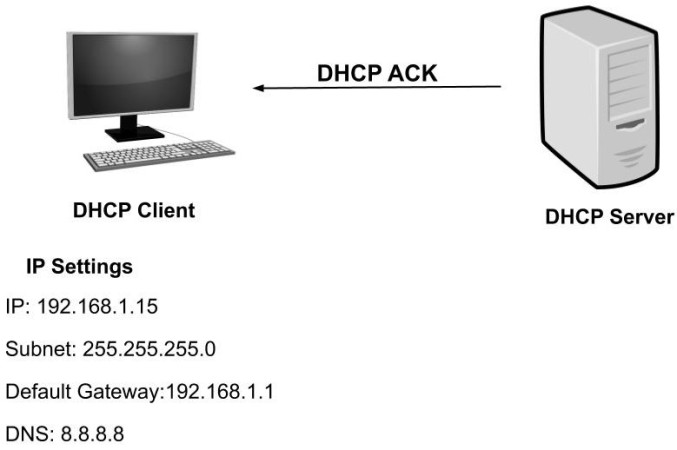 DHCP ACK
DHCP Client
DHCP Server
IP Settings
IP: 192.168.1.15
Subnet: 255.255.255.0
Default Gateway:192.168.1.1
DNS: 8.8.8.8